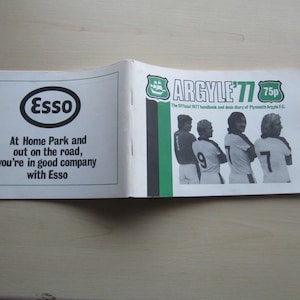 Esso
At Home Park and
out on the road,
you're in good company
with Esso
ARGYLE '77
75p
The Official 1977 handbook and desk diary of Plymouth Argyle F.C.
9
7